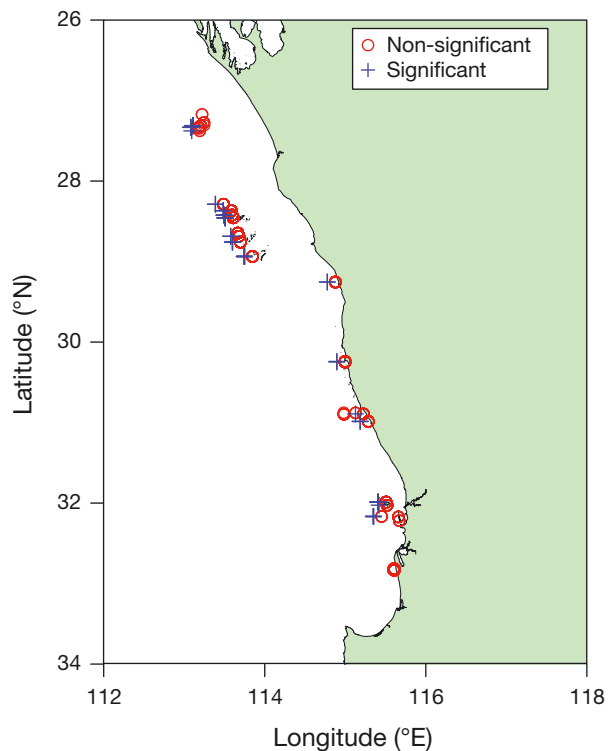 Non-significant
Significant
26
28
30
32
34
Latitude (°N)
112
114
116
118
Longitude (°E)